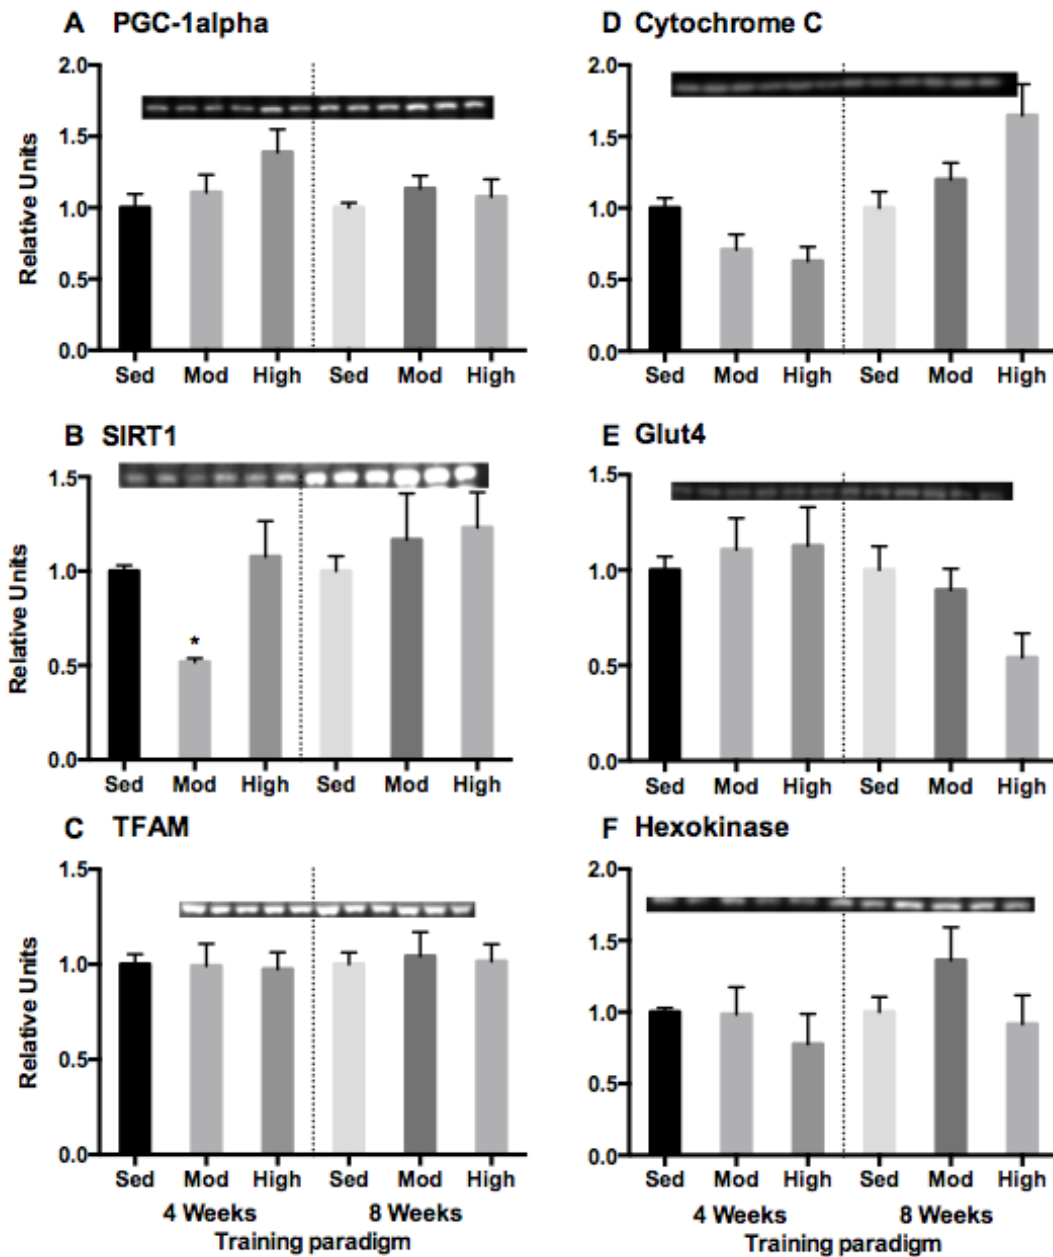 A PGC-1alpha
Relative Units
2.0
1.5
1.0
0.5
0.0
Sed Mod High Sed Mod High
D Cytochrome C
2.0
1.5
1.0
0.5
0.0
Sed Mod High Sed Mod High
B SIRT1
Relative Units
1.5
1.0
0.5
0.0
*
Sed Mod High Sed Mod High
E Glut4
1.5
1.0
0.5
0.0
Sed Mod High Sed Mod High
C TFAM
Relative Units
1.5
1.0
0.5
0.0
Sed Mod High Sed Mod High
4 Weeks 8 Weeks
Training paradigm
F Hexokinase
2.0
1.5
1.0
0.5
0.0
Sed Mod High Sed Mod High
4 Weeks 8 Weeks
Training paradigm